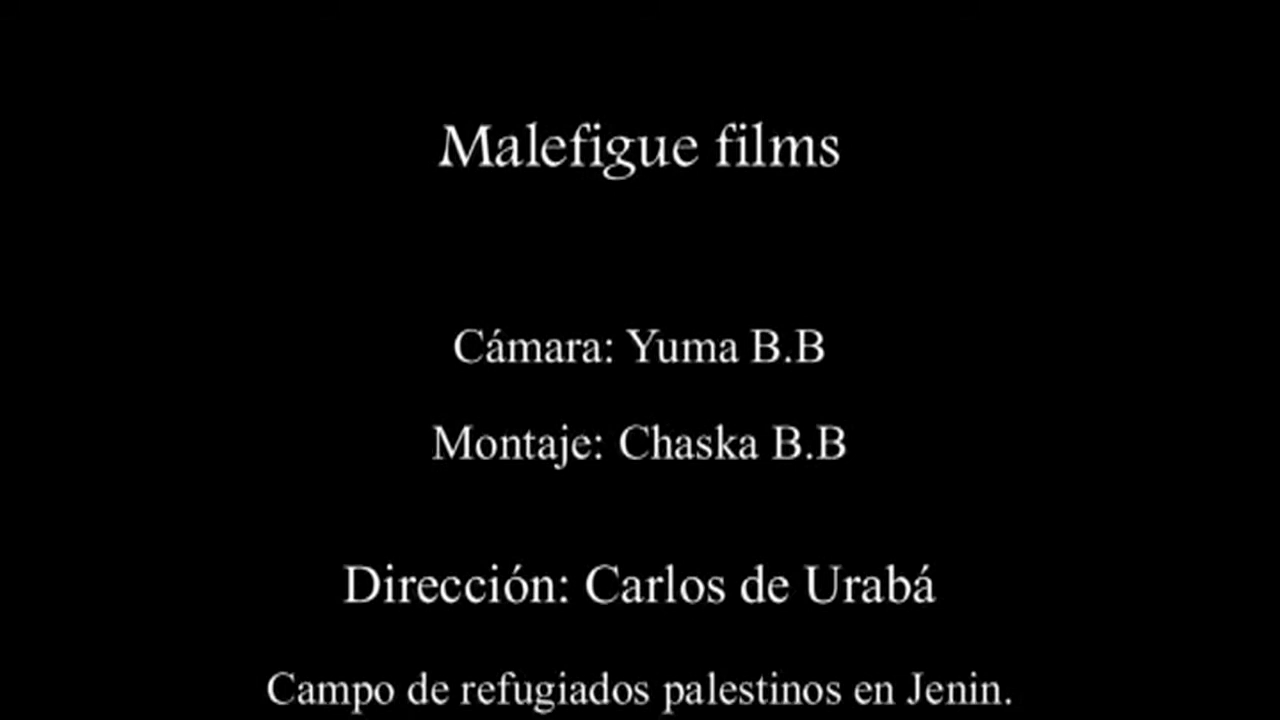 Malefigue films
Cámara: Yuma B.B
Montaje: Chaska B.B
Dirección: Carlos de Urabá
Campo de refugiados palestinos en Jenin.